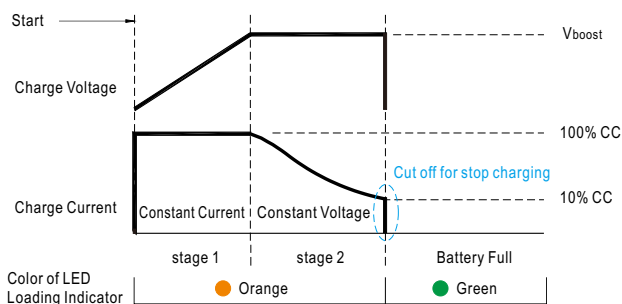 Start
Vboost
Charge Voltage
100% CC
Cut off for stop charging
10% CC
Charge Current
Constant Current
Constant Voltage
stage 1
stage 2
Battery Full
Color of LED
Loading Indicator
Orange
Green